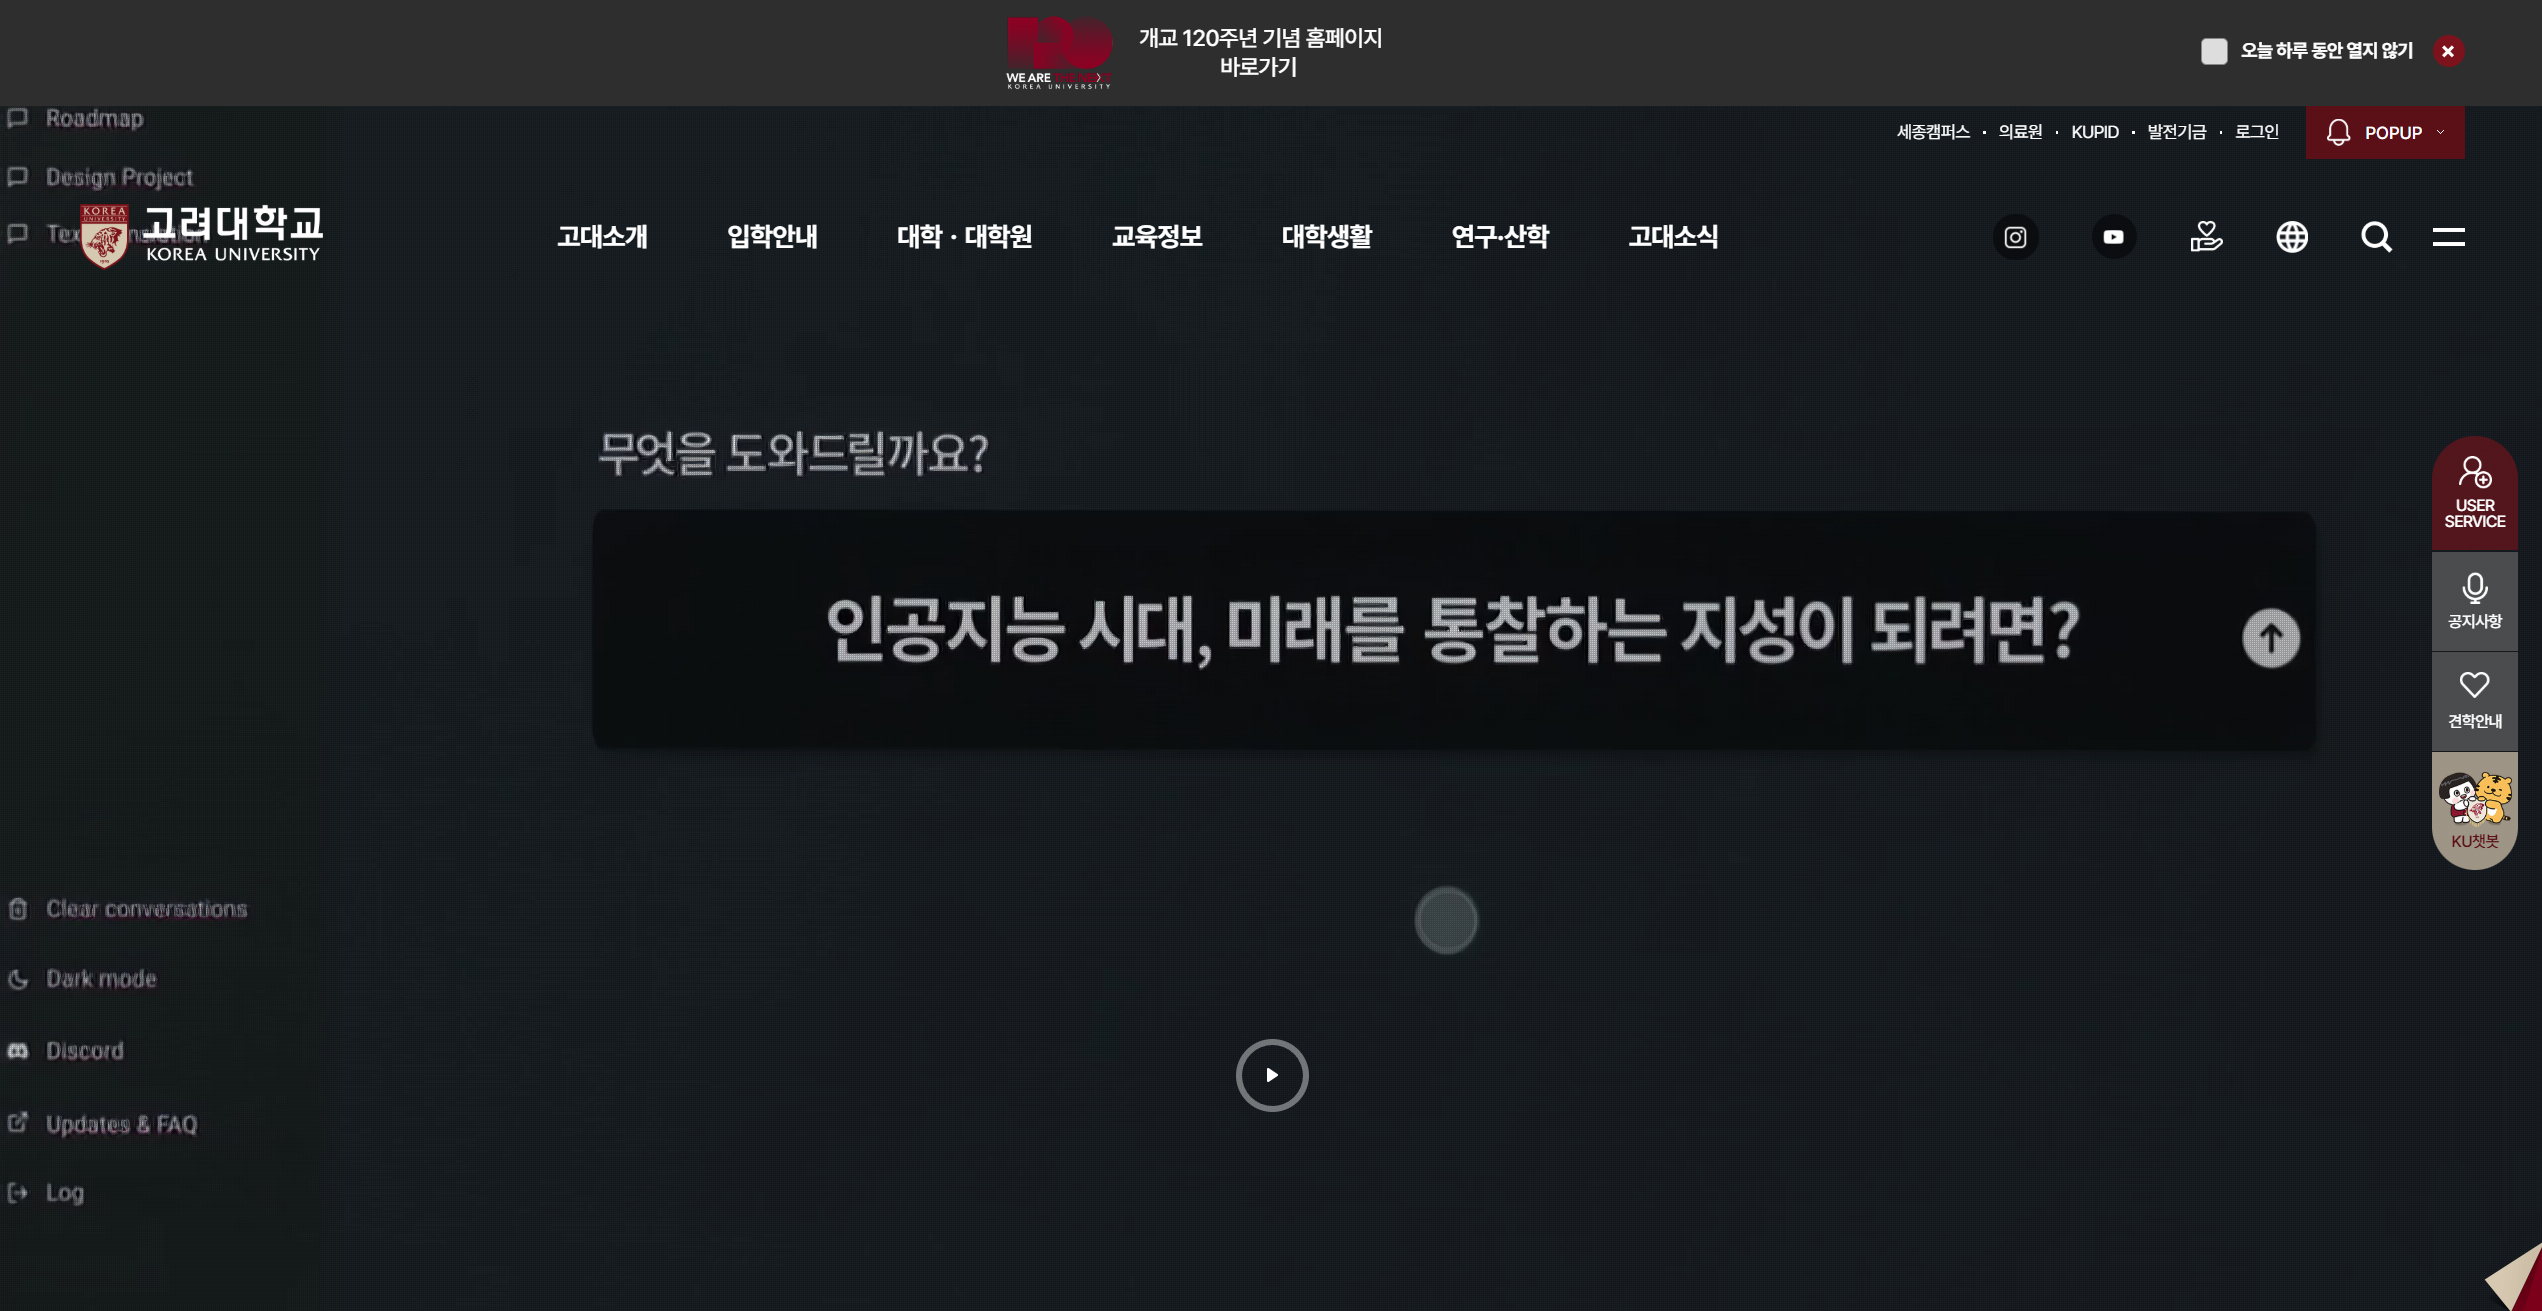 개교 120주년 기념 홈페이지
바로가기
오늘 하루 동안 열지 않기
WE ARE THE NEXT
KOREA UNIVERSITY
Roadmap
세종캠퍼스 · 의료원 · KUPID · 발전기금 · 로그인
POPUP
Design Project
KOREA
UNIVERSITY
고려대학교
KOREA UNIVERSITY
고대소개 입학안내 대학 · 대학원 교육정보 대학생활 연구·산학 고대소식
무엇을 도와드릴까요?
인공지능 시대, 미래를 통찰하는 지성이 되려면?
USER
SERVICE
공지사항
견학안내
KU챗봇
Clear conversations
Dark mode
Discord
Updates & FAQ
Log